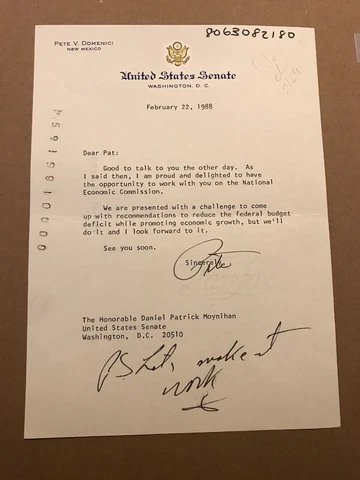 8063082180
PETE V. DOMENICI
NEW MEXICO
United States Senate
WASHINGTON, D. C.
February 22, 1988
Dear Pat:
Good to talk to you the other day. As
I said then, I am proud and delighted to have
the opportunity to work with you on the National
Economic Commission.
We are presented with a challenge to come
up with recommendations to reduce the federal budget
deficit while promoting economic growth, but we'll
do it and I look forward to it.
See you soon.
Sincerely,
Pete
The Honorable Daniel Patrick Moynihan
United States Senate
Washington, D.C. 20510
PS Let's make it
work